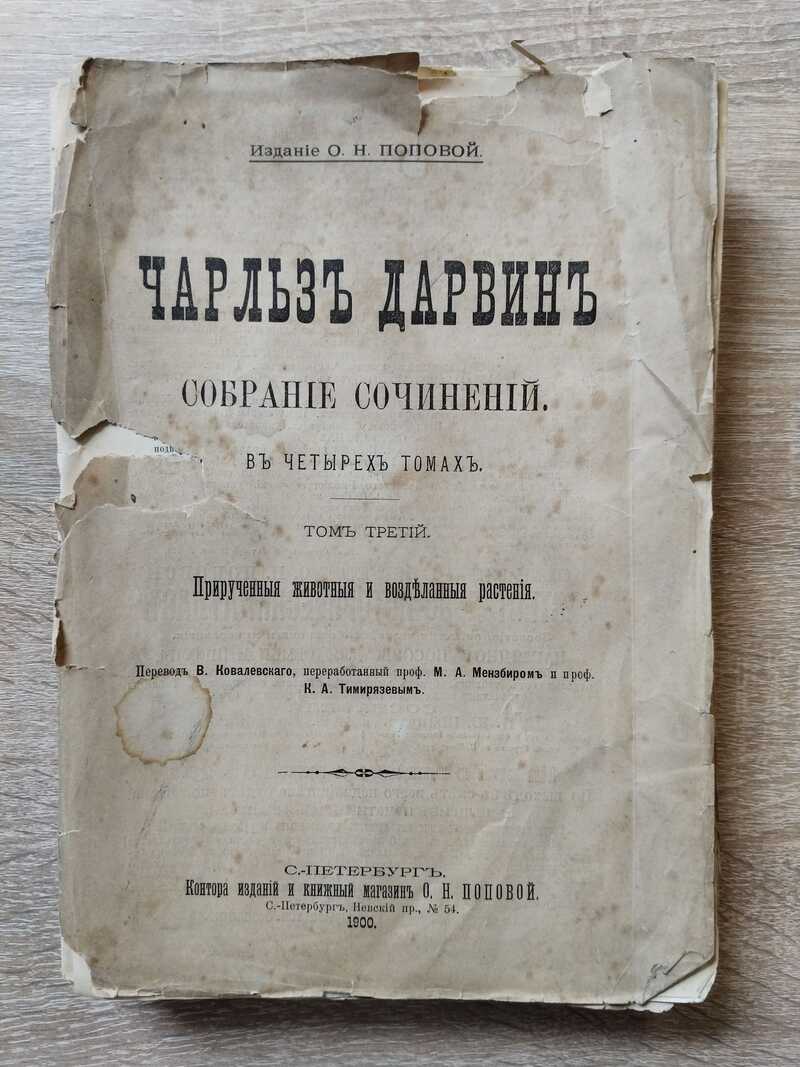 Изданіе О. Н. ПОПОВОЙ.
ЧАРЛЬЗЪ ДАРВИНЪ
СОБРАНІЕ СОЧИНЕНІЙ.
ВЪ ЧЕТЫРЕХЪ ТОМАХЪ.
ТОМЪ ТРЕТІЙ.
Прирученныя животныя и воздѣланныя растенія.
Переводъ В. Ковалевскаго, переработанный проф. М. А. Мензбиромъ и проф.
К. А. Тимирязевымъ.
С.-ПЕТЕРБУРГЪ.
Контора изданій и книжный магазинъ О. Н. ПОПОВОЙ.
С.-Петербургъ, Невскій пр., № 54.
1900.